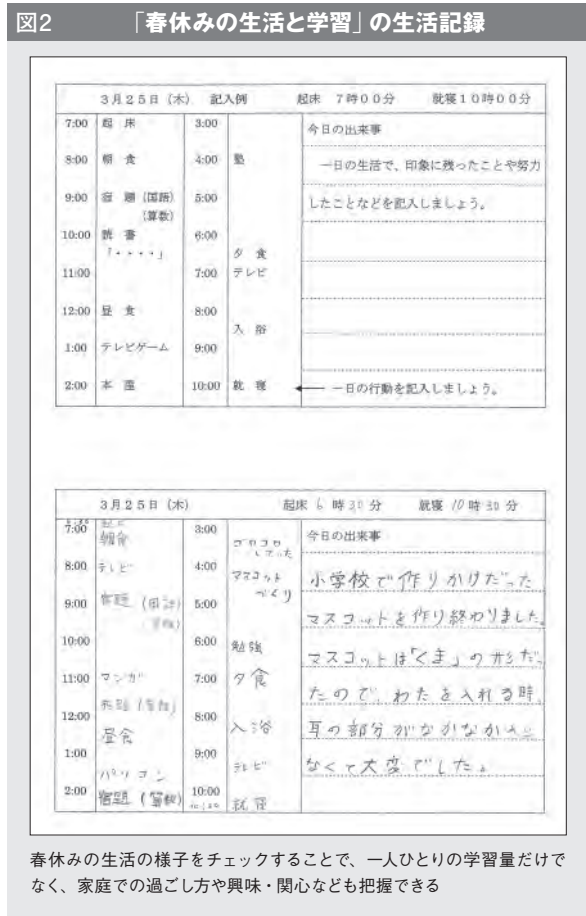 図2 「春休みの生活と学習」の生活記録
3月25日(木) 記入例 起床 7時00分 就寝10時00分
7:00 起床 3:00 今日の出来事
8:00 朝食 4:00 塾 一日の生活で、印象に残ったことや努力
9:00 宿題(国語) 5:00 したことなどを記入しましょう。
(算数)
10:00 読書 6:00
「・・・・」 夕食
11:00 7:00 テレビ
12:00 昼食 8:00
入浴
1:00 テレビゲーム 9:00
2:00 本屋 10:00 就寝 ← 一日の行動を記入しましょう。
3月25日(木) 起床 6時30分 就寝 10時30分
7:00 朝食 3:00 ゴロゴロ 今日の出来事
していた
8:00 テレビ 4:00 マスコット 小学校で作りかけだった
づくり
9:00 宿題(国語) 5:00 マスコットを作り終わりました。
10:00 6:00 勉強 マスコットは「くま」の形だっ
11:00 マンガ 7:00 夕食 たので、わたを入れる時、
宿題(算数)
12:00 昼食 8:00 入浴 耳の部分がなかなか
1:00 9:00 テレビ なくて大変でした。
パソコン
2:00 宿題(算数) 10:00
10:30 就寝
春休みの生活の様子をチェックすることで、一人ひとりの学習量だけで
なく、家庭での過ごし方や興味・関心なども把握できる